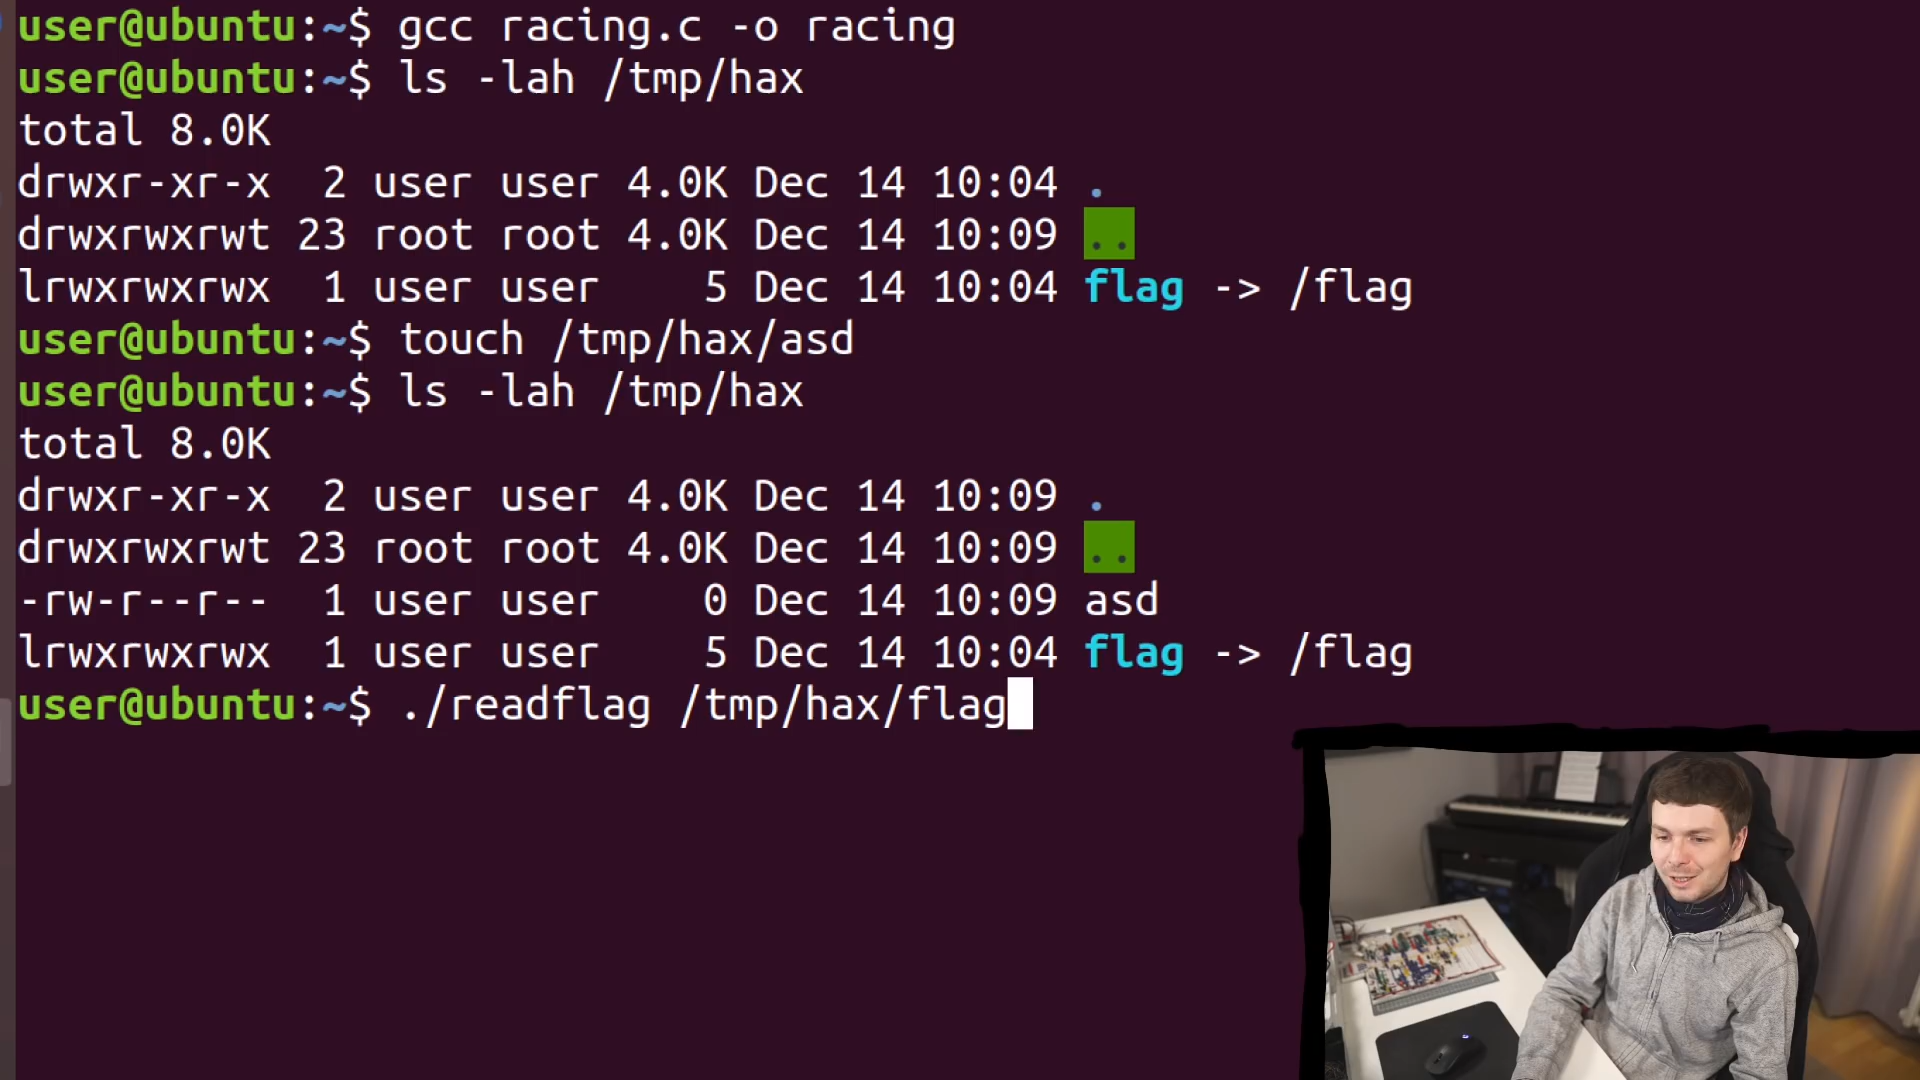 user@ubuntu:~$ gcc racing.c -o racing
user@ubuntu:~$ ls -lah /tmp/hax
total 8.0K
drwxr-xr-x  2 user user 4.0K Dec 14 10:04 .
drwxrwxrwt 23 root root 4.0K Dec 14 10:09 ..
lrwxrwxrwx  1 user user    5 Dec 14 10:04 flag -> /flag
user@ubuntu:~$ touch /tmp/hax/asd
user@ubuntu:~$ ls -lah /tmp/hax
total 8.0K
drwxr-xr-x  2 user user 4.0K Dec 14 10:09 .
drwxrwxrwt 23 root root 4.0K Dec 14 10:09 ..
-rw-r--r--  1 user user    0 Dec 14 10:09 asd
lrwxrwxrwx  1 user user    5 Dec 14 10:04 flag -> /flag
user@ubuntu:~$ ./readflag /tmp/hax/flag